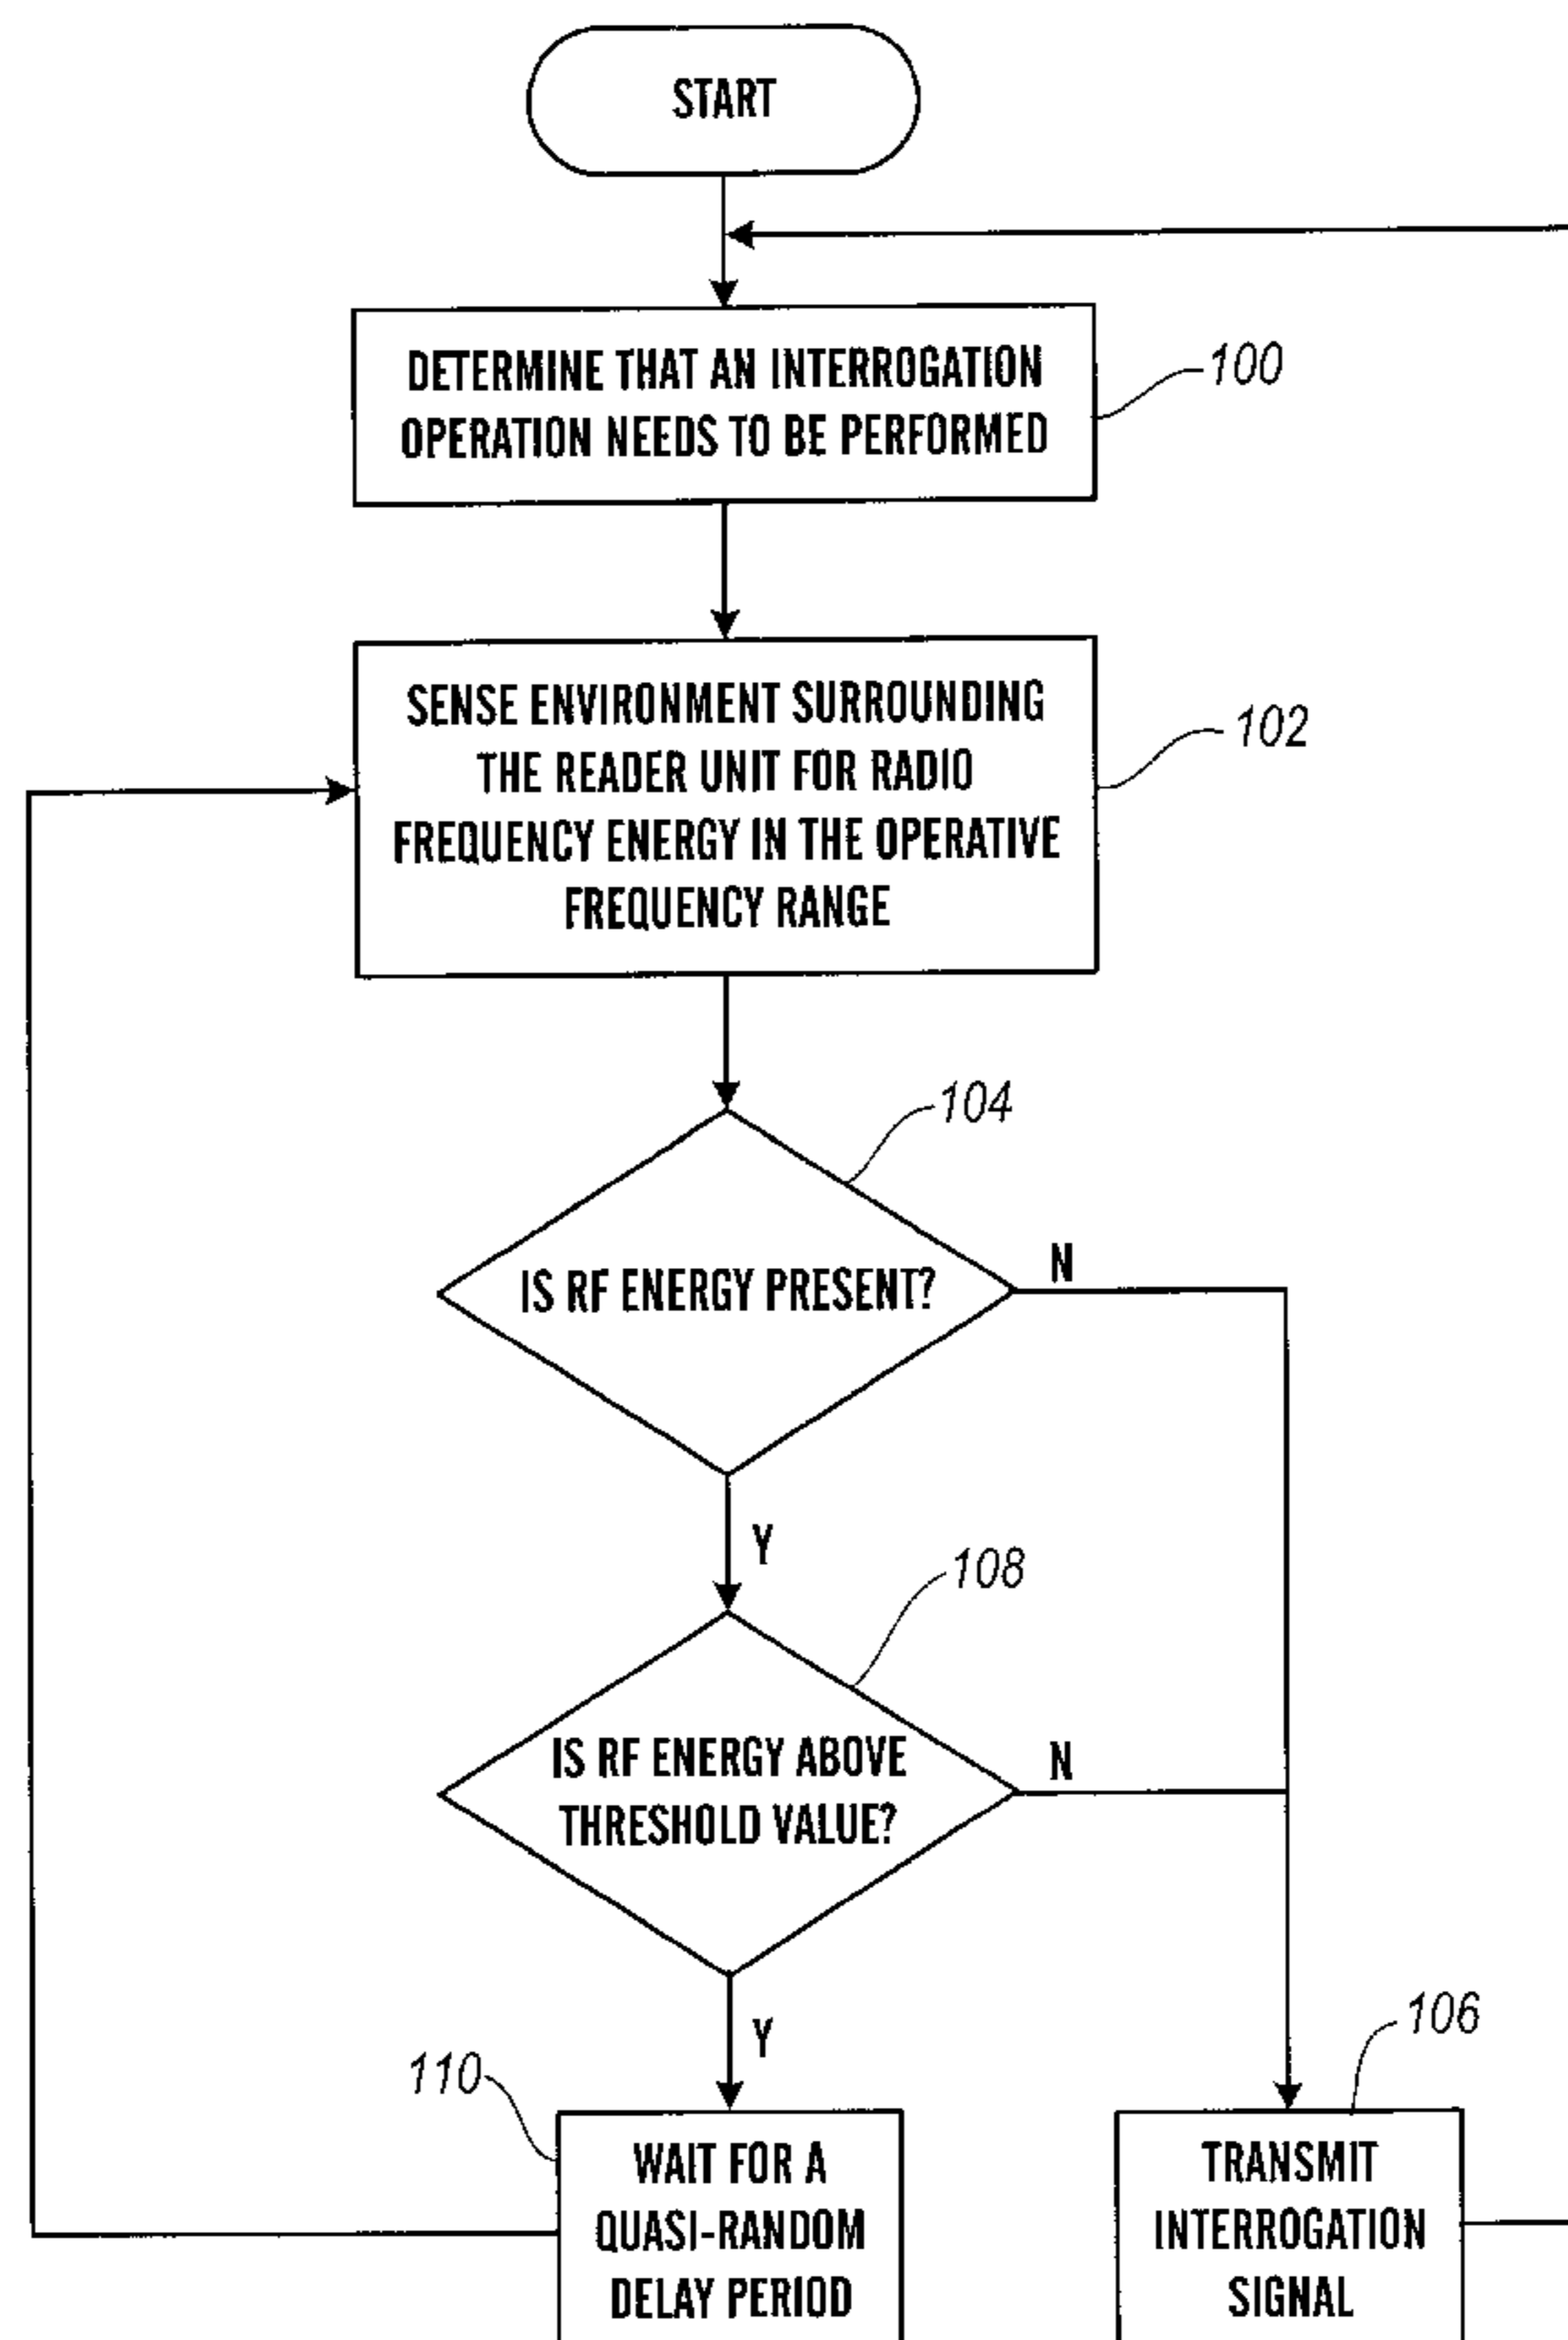 START
DETERMINE THAT AN INTERROGATION
OPERATION NEEDS TO BE PERFORMED
100
SENSE ENVIRONMENT SURROUNDING
THE READER UNIT FOR RADIO
FREQUENCY ENERGY IN THE OPERATIVE
FREQUENCY RANGE
102
104
IS RF ENERGY PRESENT?
N
Y
108
IS RF ENERGY ABOVE
THRESHOLD VALUE?
N
Y
110
WAIT FOR A
QUASI-RANDOM
DELAY PERIOD
106
TRANSMIT
INTERROGATION
SIGNAL